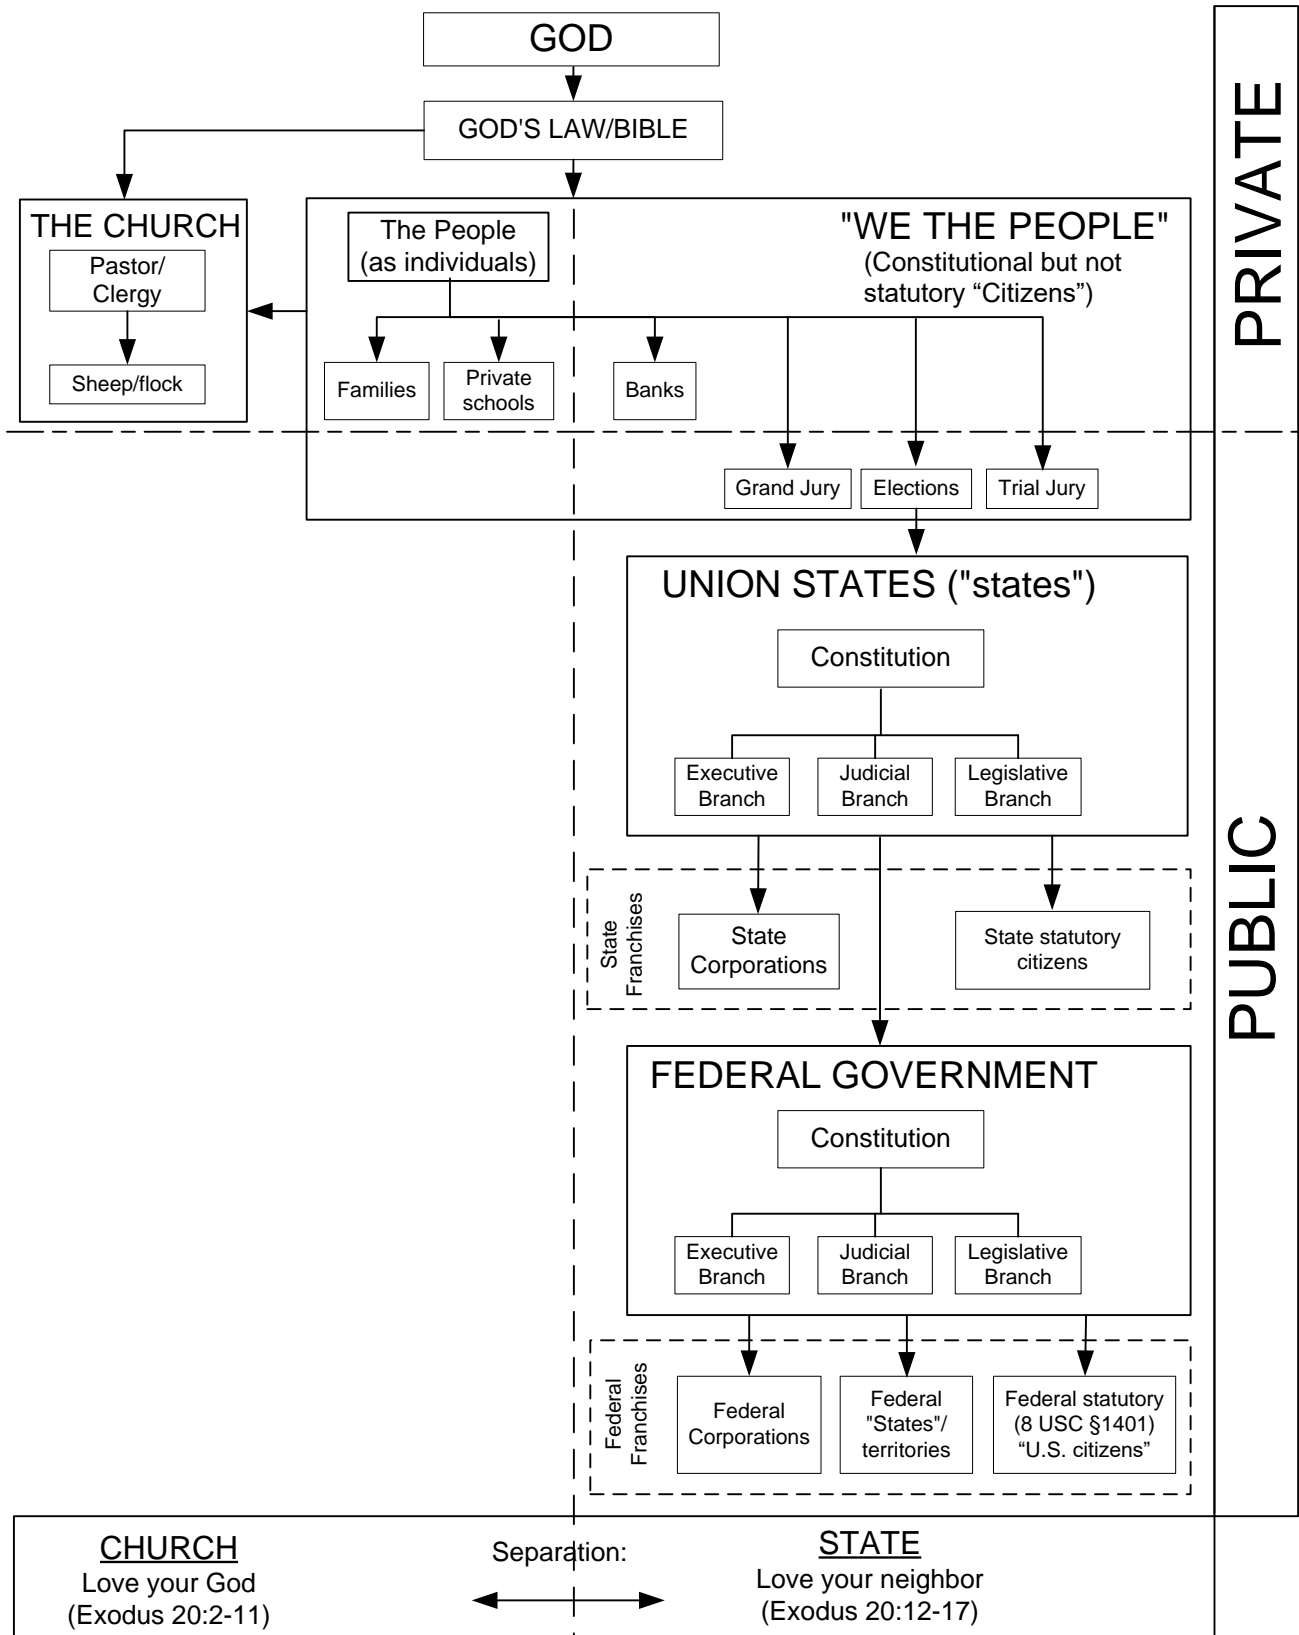 GOD
GOD'S LAW/BIBLE
PRIVATE
THE CHURCH
Pastor/
Clergy
Sheep/flock
The People
(as individuals)
"WE THE PEOPLE"
(Constitutional but not
statutory “Citizens”)
Families
Private
schools
Banks
Grand Jury
Elections
Trial Jury
PUBLIC
UNION STATES ("states")
Constitution
Executive
Branch
Judicial
Branch
Legislative
Branch
State
Franchises
State
Corporations
State statutory
citizens
FEDERAL GOVERNMENT
Constitution
Executive
Branch
Judicial
Branch
Legislative
Branch
Federal
Franchises
Federal
Corporations
Federal
"States"/
territories
Federal statutory
(8 USC §1401)
“U.S. citizens”
CHURCH
Love your God
(Exodus 20:2-11)
Separation:
STATE
Love your neighbor
(Exodus 20:12-17)